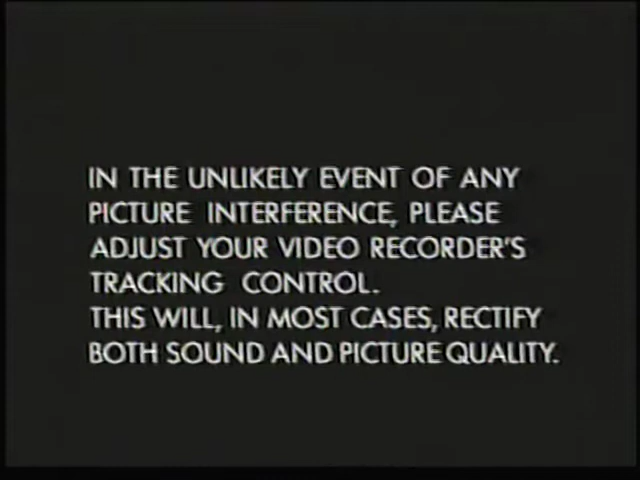 IN THE UNLIKELY EVENT OF ANY
PICTURE INTERFERENCE, PLEASE
ADJUST YOUR VIDEO RECORDER'S
TRACKING CONTROL.
THIS WILL, IN MOST CASES, RECTIFY
BOTH SOUND AND PICTURE QUALITY.